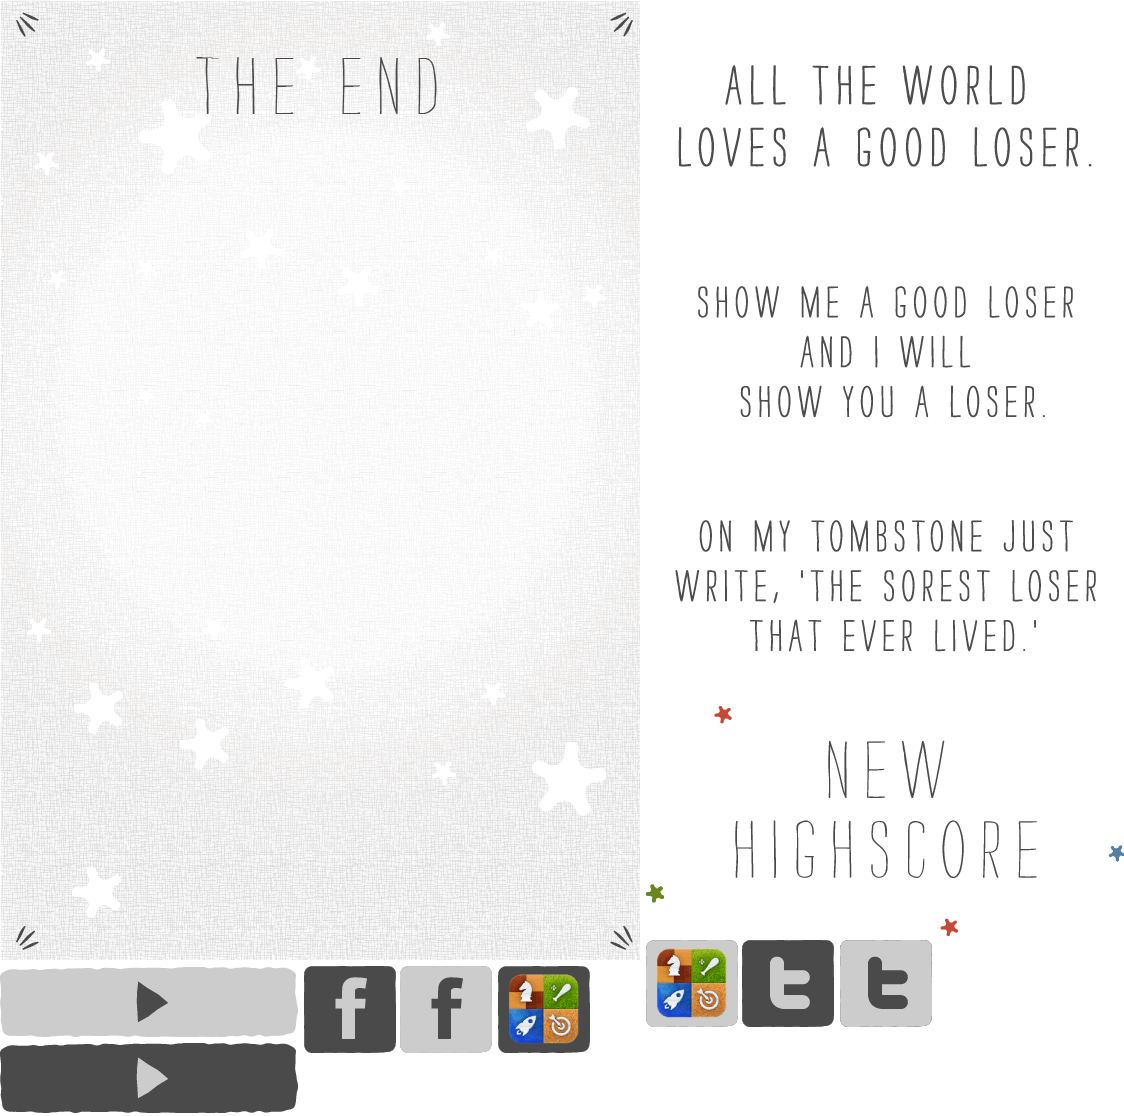 THE END
ALL THE WORLD
LOVES A GOOD LOSER.
SHOW ME A GOOD LOSER
AND I WILL
SHOW YOU A LOSER.
ON MY TOMBSTONE JUST
WRITE, 'THE SOREST LOSER
THAT EVER LIVED.'
NEW
HIGHSCORE
f
f
t
t